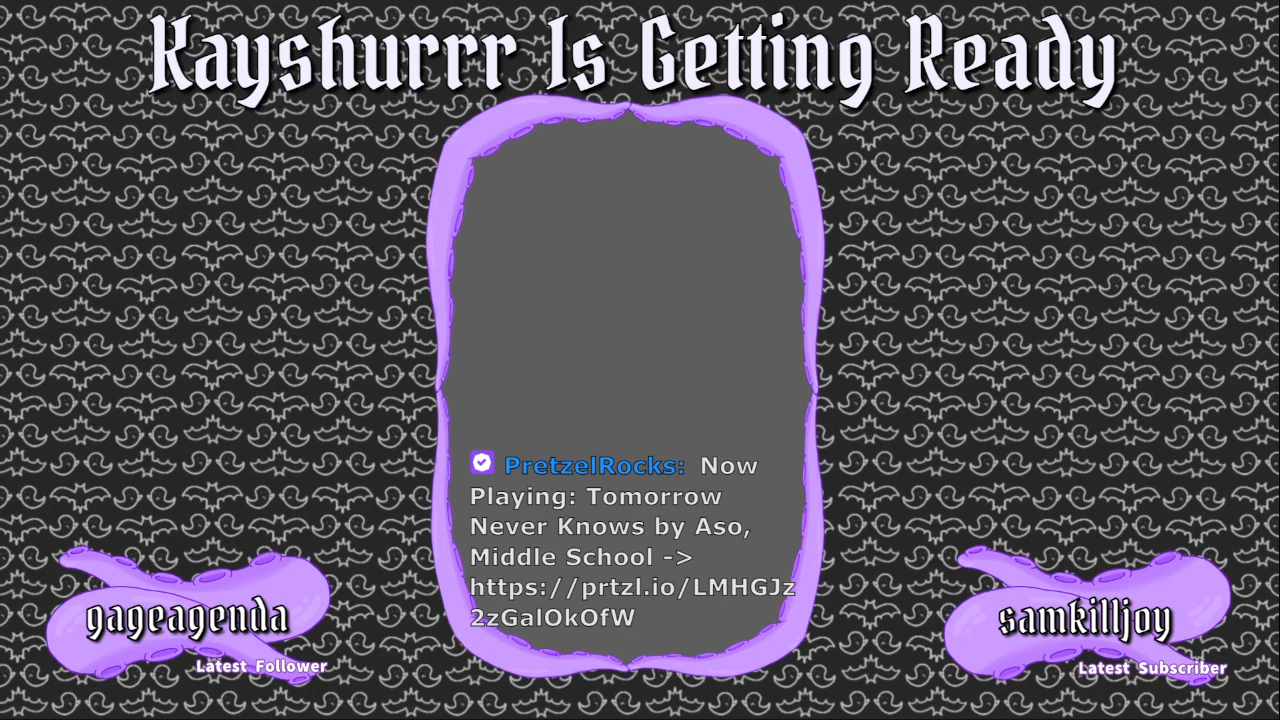 Kayshurrr Is Getting Ready
PretzelRocks: Now
Playing: Tomorrow
Never Knows by Aso,
Middle School ->
https://prtzl.io/LMHGJz
2zGalOkOfW
gageagenda
Latest Follower
samkilljoy
Latest Subscriber